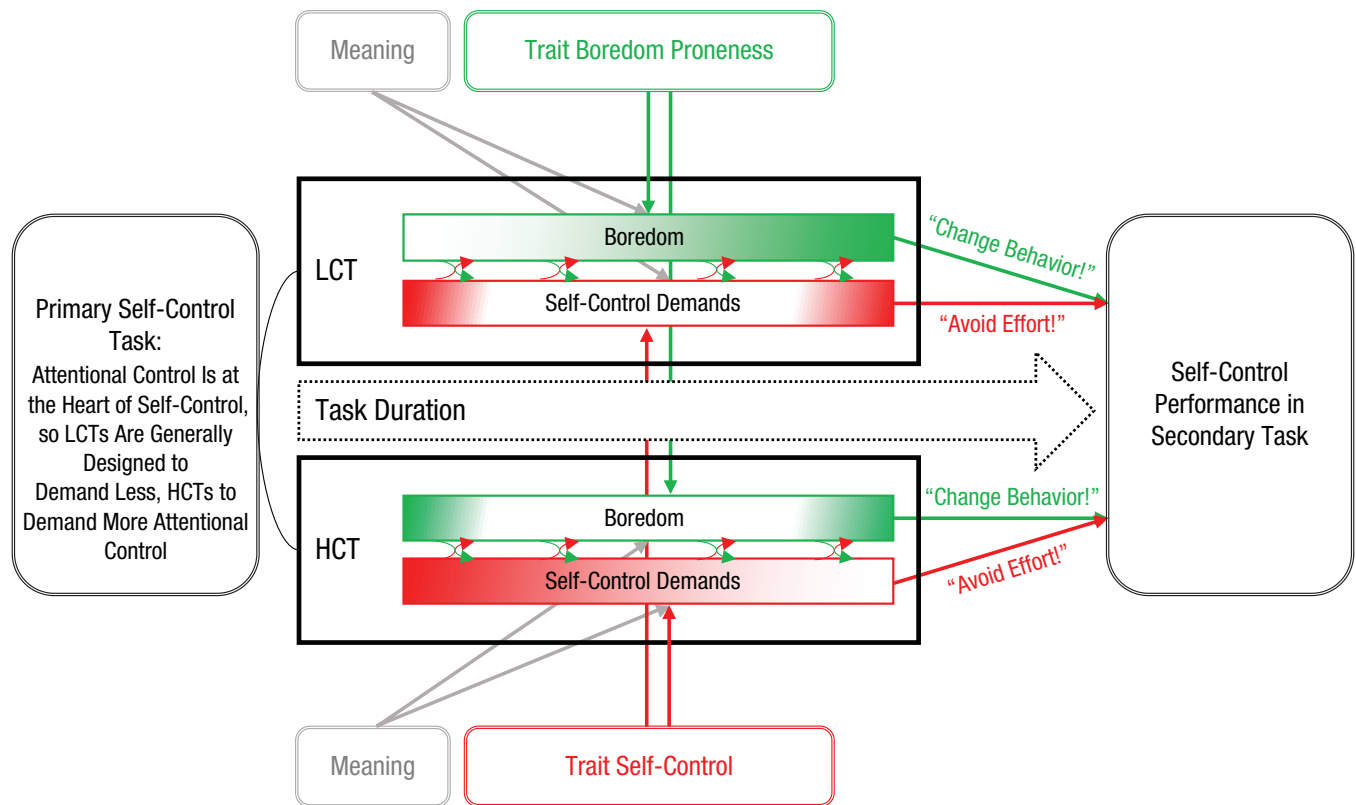 Meaning
Trait Boredom Proneness
Primary Self-Control
Task:
Attentional Control Is at
the Heart of Self-Control,
so LCTs Are Generally
Designed to
Demand Less, HCTs to
Demand More Attentional
Control
LCT
Boredom
Self-Control Demands
“Change Behavior!”
“Avoid Effort!”
Task Duration
HCT
Boredom
Self-Control Demands
“Change Behavior!”
“Avoid Effort!”
Self-Control
Performance in
Secondary Task
Meaning
Trait Self-Control